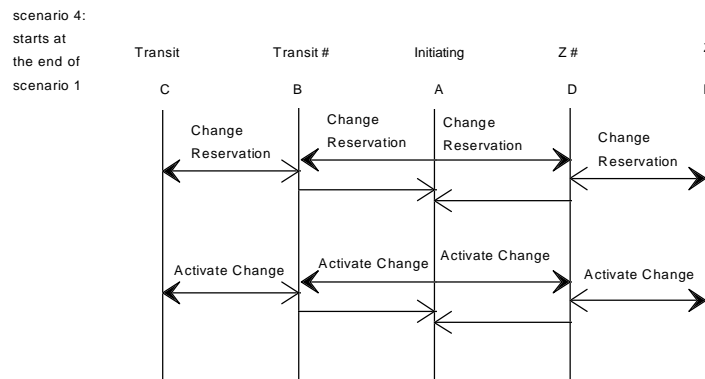 scenario 4:
starts at
the end of
scenario 1
Transit
Transit #
Initiating
Z #
C
B
A
D
Change
Reservation
Change
Reservation
Change
Reservation
Change
Reservation
Activate Change
Activate Change
Activate Change
Activate Change